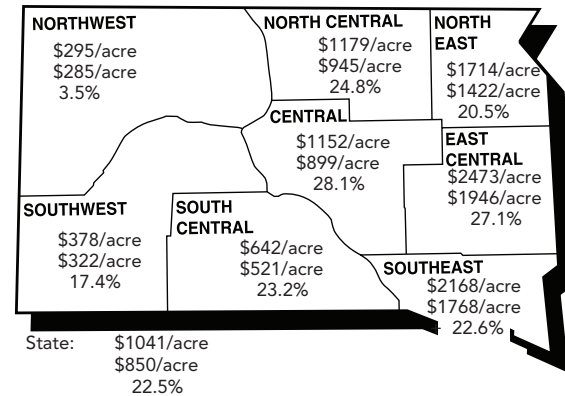 NORTHWEST
$295/acre
$285/acre
3.5%
NORTH CENTRAL
$1179/acre
$945/acre
24.8%
NORTH
EAST
$1714/acre
$1422/acre
20.5%
CENTRAL
$1152/acre
$899/acre
28.1%
EAST
CENTRAL
$2473/acre
$1946/acre
27.1%
SOUTHWEST
$378/acre
$322/acre
17.4%
SOUTH
CENTRAL
$642/acre
$521/acre
23.2%
SOUTHEAST
$2168/acre
$1768/acre
22.6%
State: $1041/acre
$850/acre
22.5%